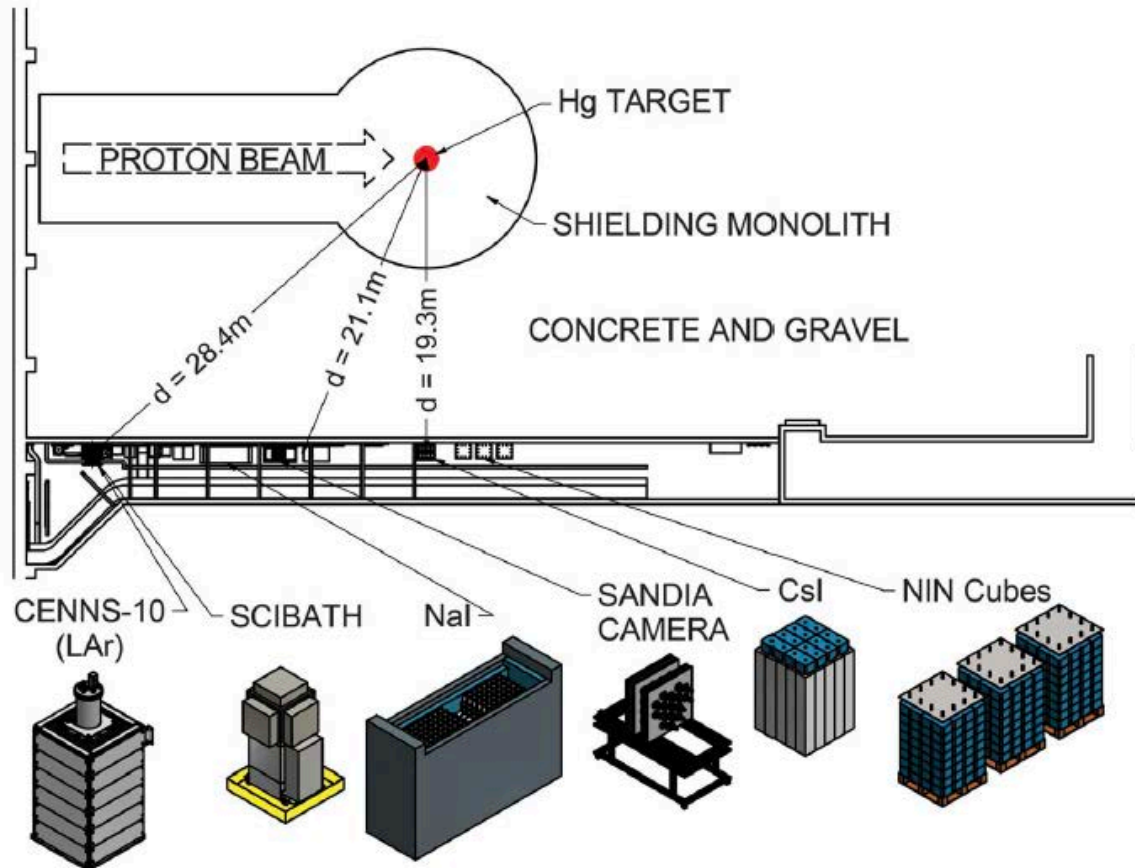 Hg TARGET
PROTON BEAM
SHIELDING MONOLITH
d = 28.4m
d = 21.1m
d = 19.3m
CONCRETE AND GRAVEL
CENNS-10
(LAr)
SCIBATH
NaI
SANDIA
CAMERA
CsI
NIN Cubes